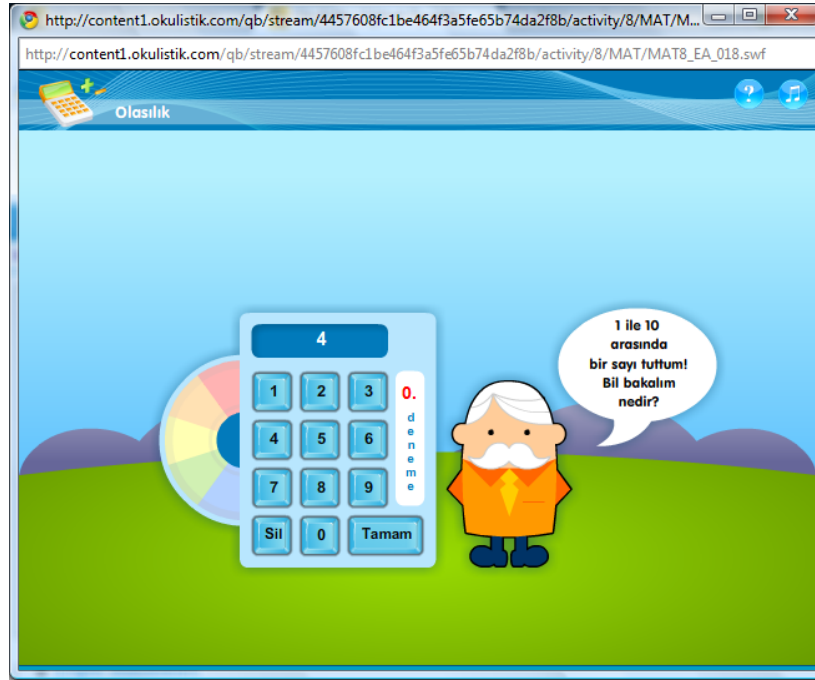 http://content1.okulistik.com/qb/stream/4457608fc1be464f3a5fe65b74da2f8b/activity/8/MAT/M...
http://content1.okulistik.com/qb/stream/4457608fc1be464f3a5fe65b74da2f8b/activity/8/MAT/MAT8_EA_018.swf
Olasılık
?
4
1 2 3
4 5 6
7 8 9
Sil 0 Tamam
0.
deneme
1 ile 10
arasında
bir sayı tuttum!
Bil bakalım
nedir?